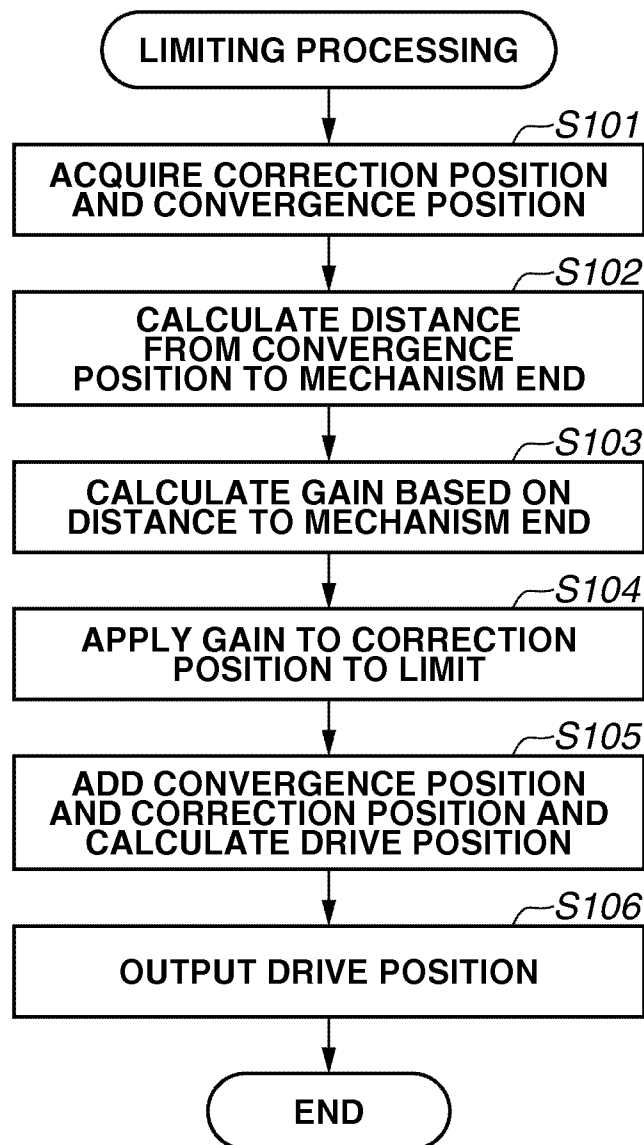 LIMITING PROCESSING
S101
ACQUIRE CORRECTION POSITION
AND CONVERGENCE POSITION
S102
CALCULATE DISTANCE
FROM CONVERGENCE
POSITION TO MECHANISM END
S103
CALCULATE GAIN BASED ON
DISTANCE TO MECHANISM END
S104
APPLY GAIN TO CORRECTION
POSITION TO LIMIT
S105
ADD CONVERGENCE POSITION
AND CORRECTION POSITION AND
CALCULATE DRIVE POSITION
S106
OUTPUT DRIVE POSITION
END